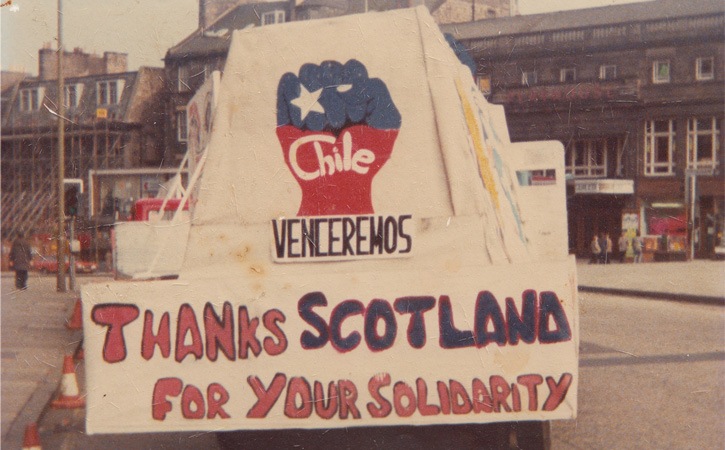 Chile
VENCEREMOS
THANKS SCOTLAND
FOR YOUR SOLIDARITY